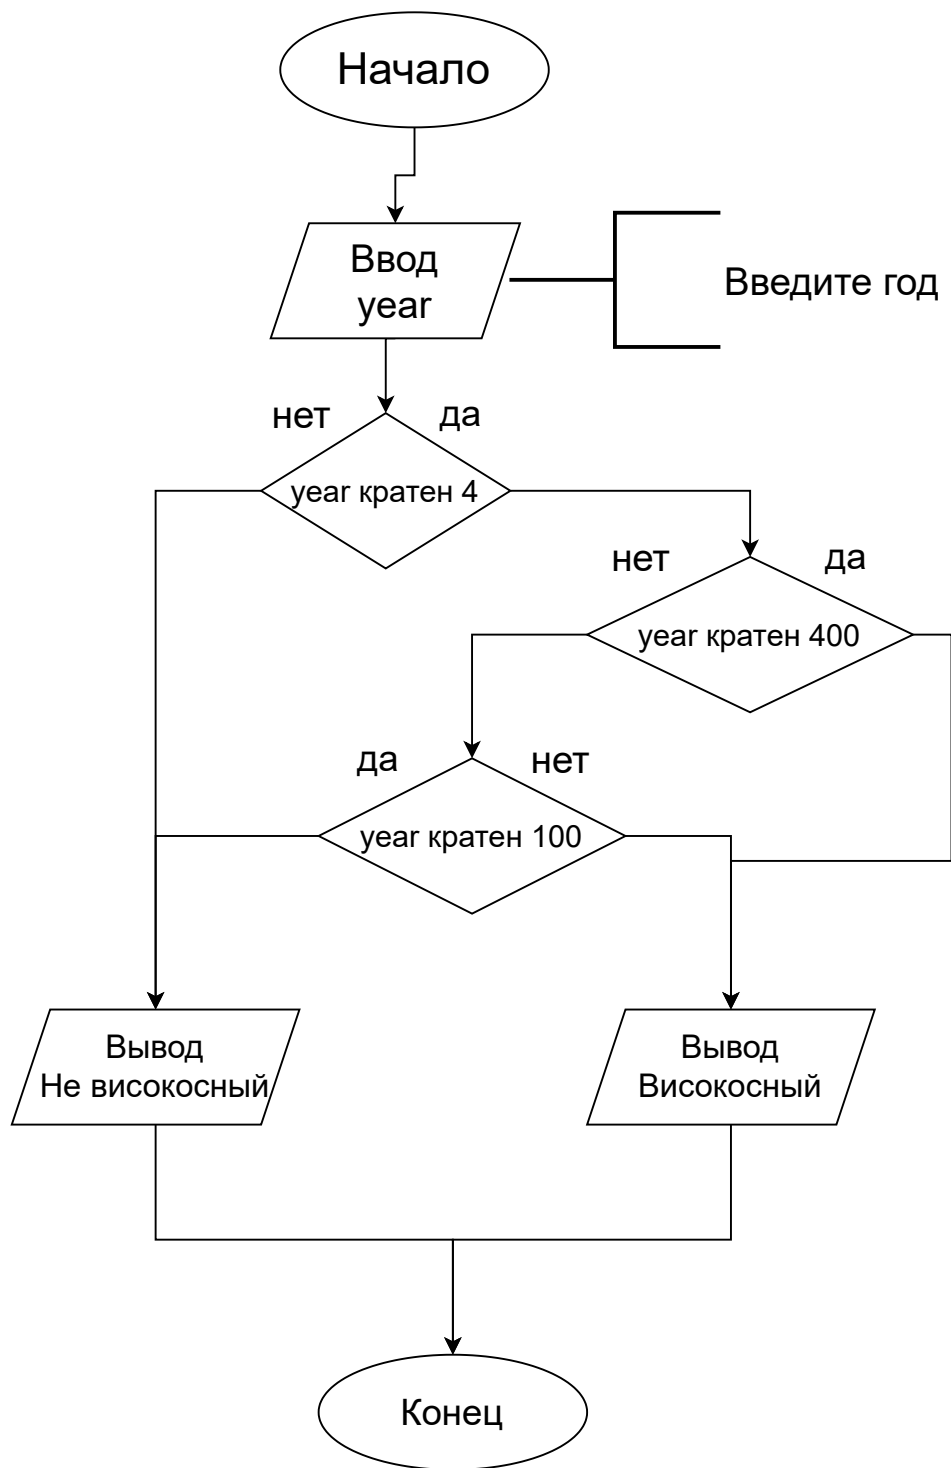 Начало
Ввод
year
Введите год
нет
да
year кратен 4
нет
да
year кратен 400
да
нет
year кратен 100
Вывод
Не високосный
Вывод
Високосный
Конец